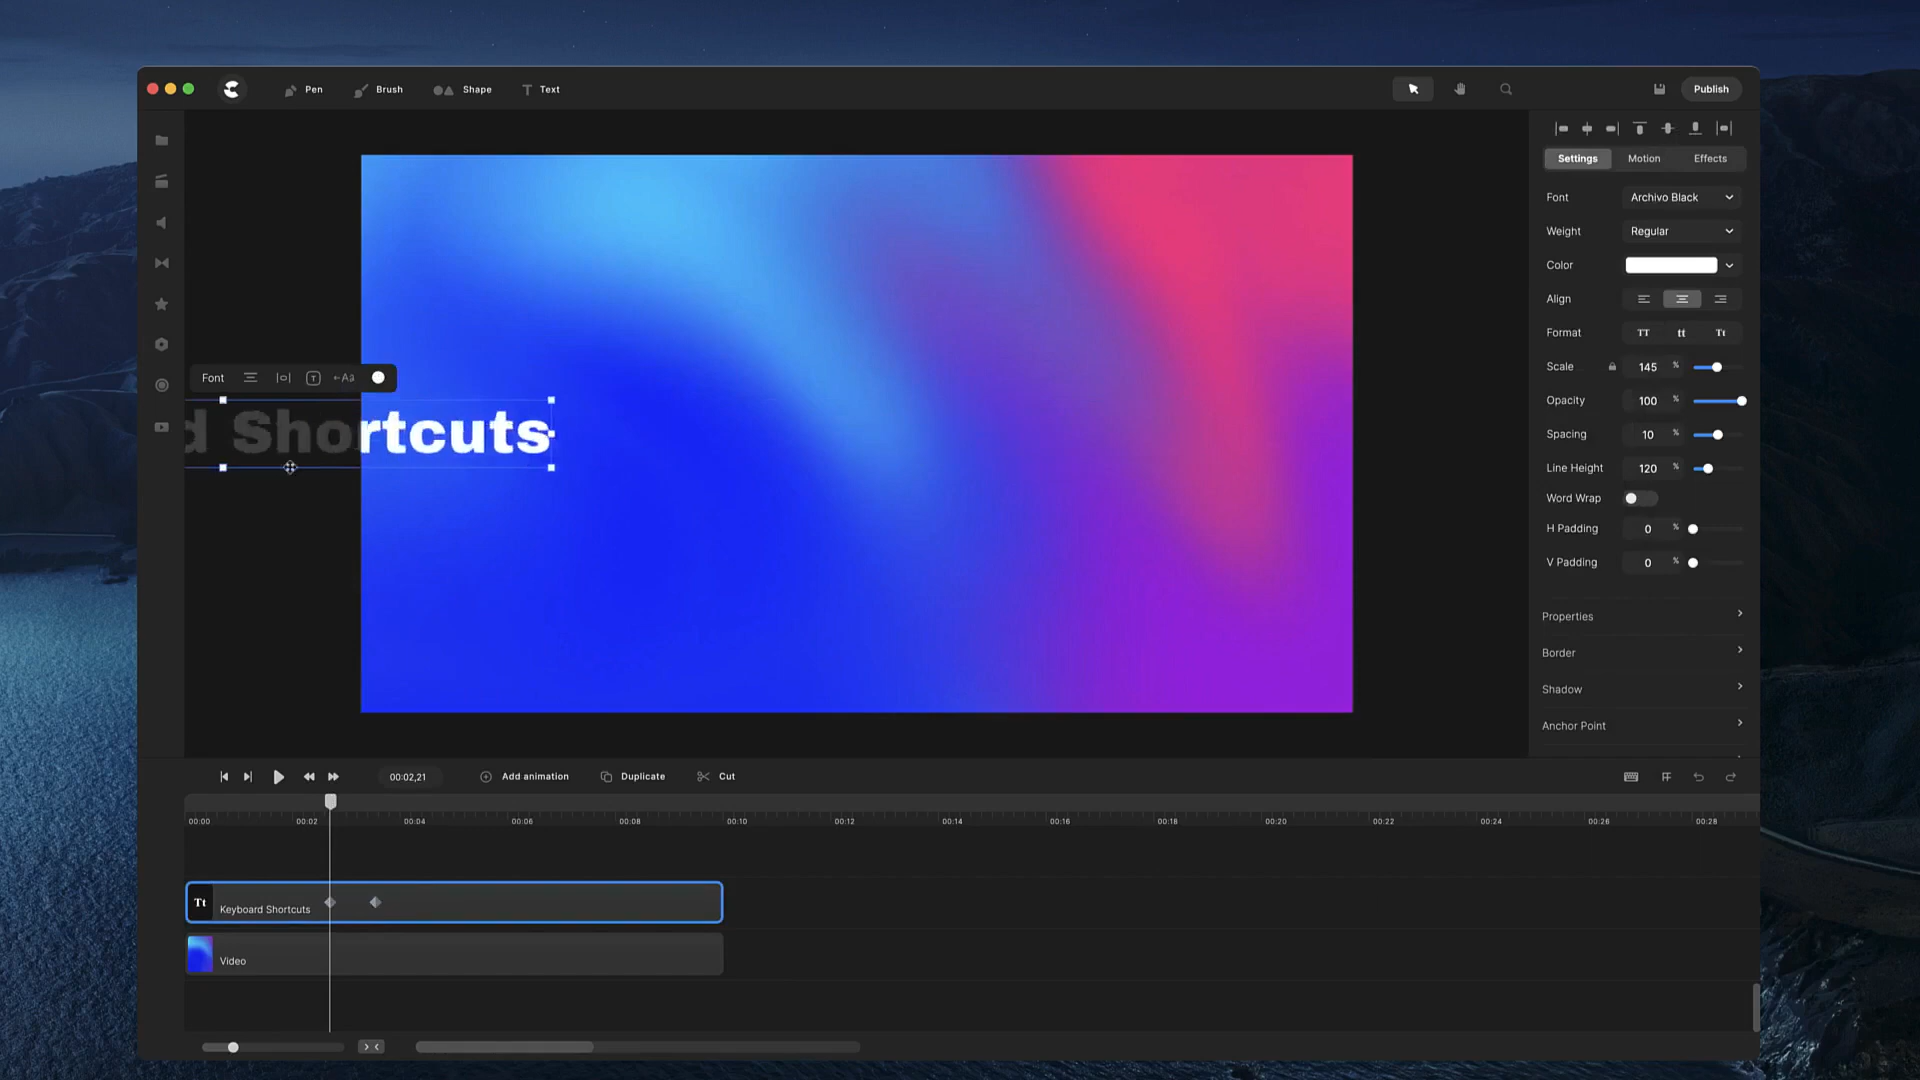 Pen Brush Shape Text Publish
Settings Motion Effects
Font Archivo Black
Weight Regular
Color
Align
Format TT tt Tt
Scale 145 %
Opacity 100 %
Spacing 10 %
Line Height 120 %
Word Wrap
H Padding 0 %
V Padding 0 %
Properties
Border
Shadow
Anchor Point
Font T ←Aa
d Shortcuts
00:02,21 Add animation Duplicate Cut
00:00 00:02 00:04 00:06 00:08 00:10 00:12 00:14 00:16 00:18 00:20 00:22 00:24 00:26 00:28
Tt Keyboard Shortcuts
Video